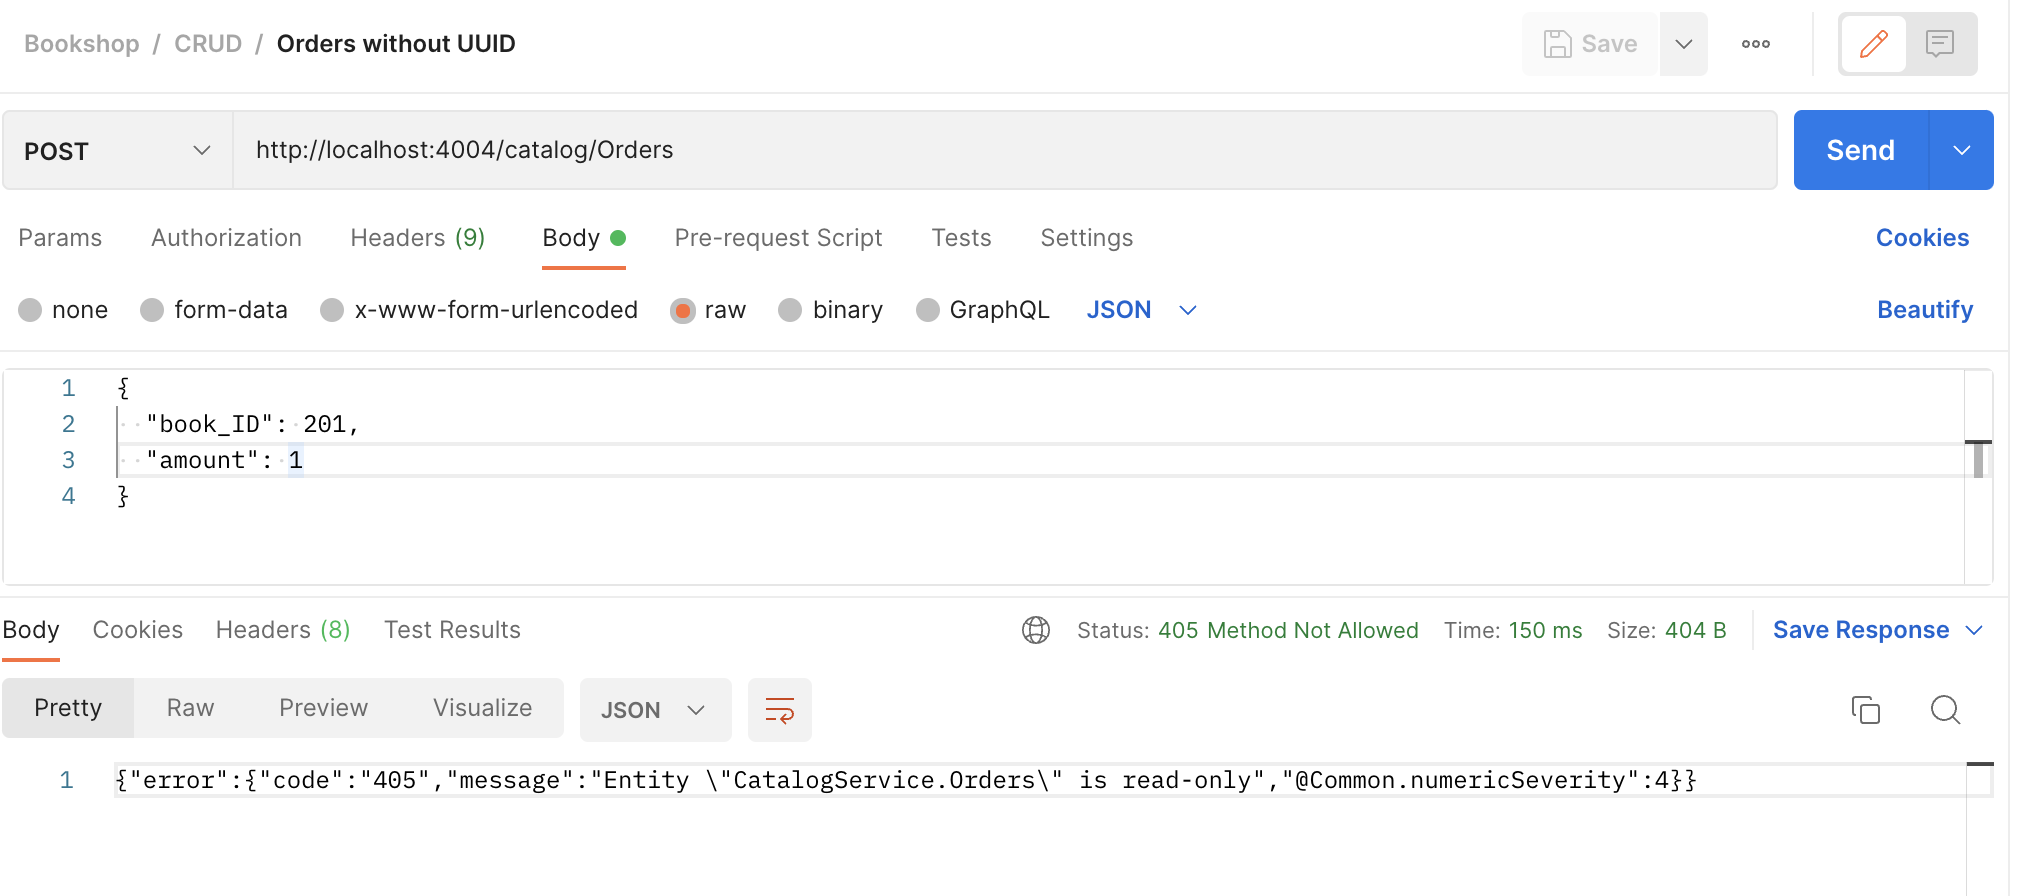 Bookshop / CRUD / Orders without UUID
Save
POST
http://localhost:4004/catalog/Orders
Send
Params Authorization Headers (9) Body Pre-request Script Tests Settings Cookies
none form-data x-www-form-urlencoded raw binary GraphQL JSON Beautify
1 {
2 "book_ID": 201,
3 "amount": 1
4 }
Body Cookies Headers (8) Test Results Status: 405 Method Not Allowed Time: 150 ms Size: 404 B Save Response
Pretty Raw Preview Visualize JSON
1 {"error":{"code":"405","message":"Entity \"CatalogService.Orders\" is read-only","@Common.numericSeverity":4}}